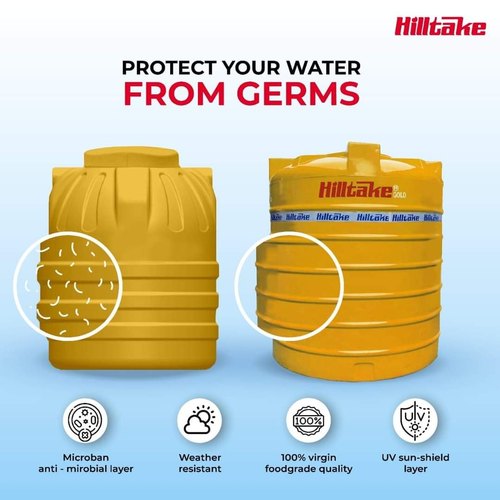 Hilltake
PROTECT YOUR WATER
FROM GERMS
Hilltake
GOLD
Hilltake Hilltake Hilltake Hilltake
100%
UV
Microban
anti - mirobial layer
Weather
resistant
100% virgin
foodgrade quality
UV sun-shield
layer